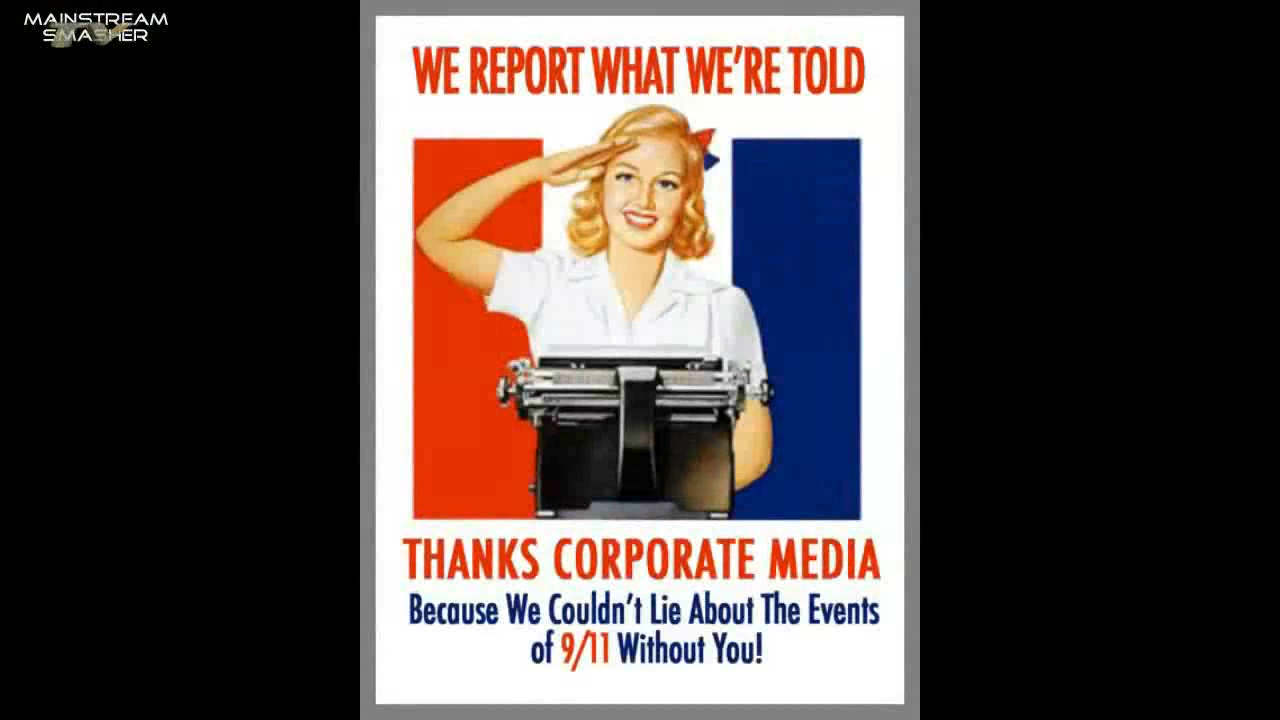 MAINSTREAM
SMASHER
WE REPORT WHAT WE'RE TOLD
THANKS CORPORATE MEDIA
Because We Couldn't Lie About The Events
of 9/11 Without You!